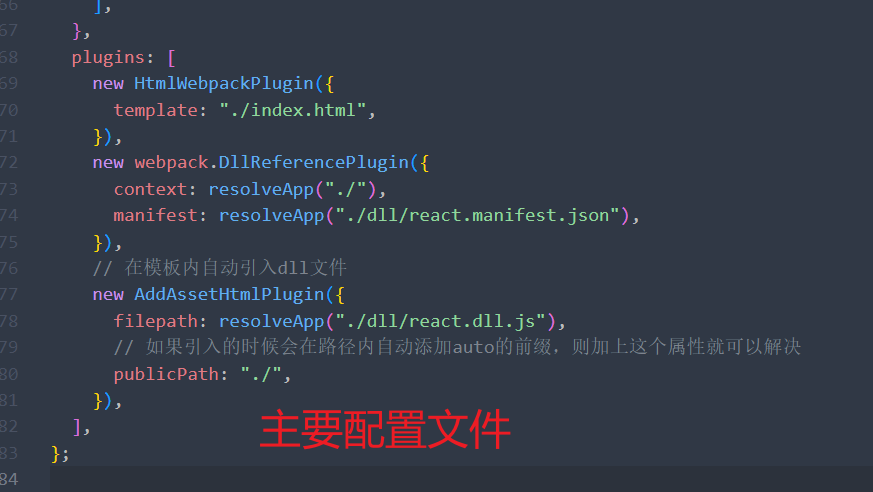 66 ],
67 },
68 plugins: [
69 new HtmlWebpackPlugin({
70 template: "./index.html",
71 }),
72 new webpack.DllReferencePlugin({
73 context: resolveApp("./"),
74 manifest: resolveApp("./dll/react.manifest.json"),
75 }),
76 // 在模板内自动引入dll文件
77 new AddAssetHtmlPlugin({
78 filepath: resolveApp("./dll/react.dll.js"),
79 // 如果引入的时候会在路径内自动添加auto的前缀，则加上这个属性就可以解决
80 publicPath: "./",
81 }),
82 ],
主要配置文件
83 };
84